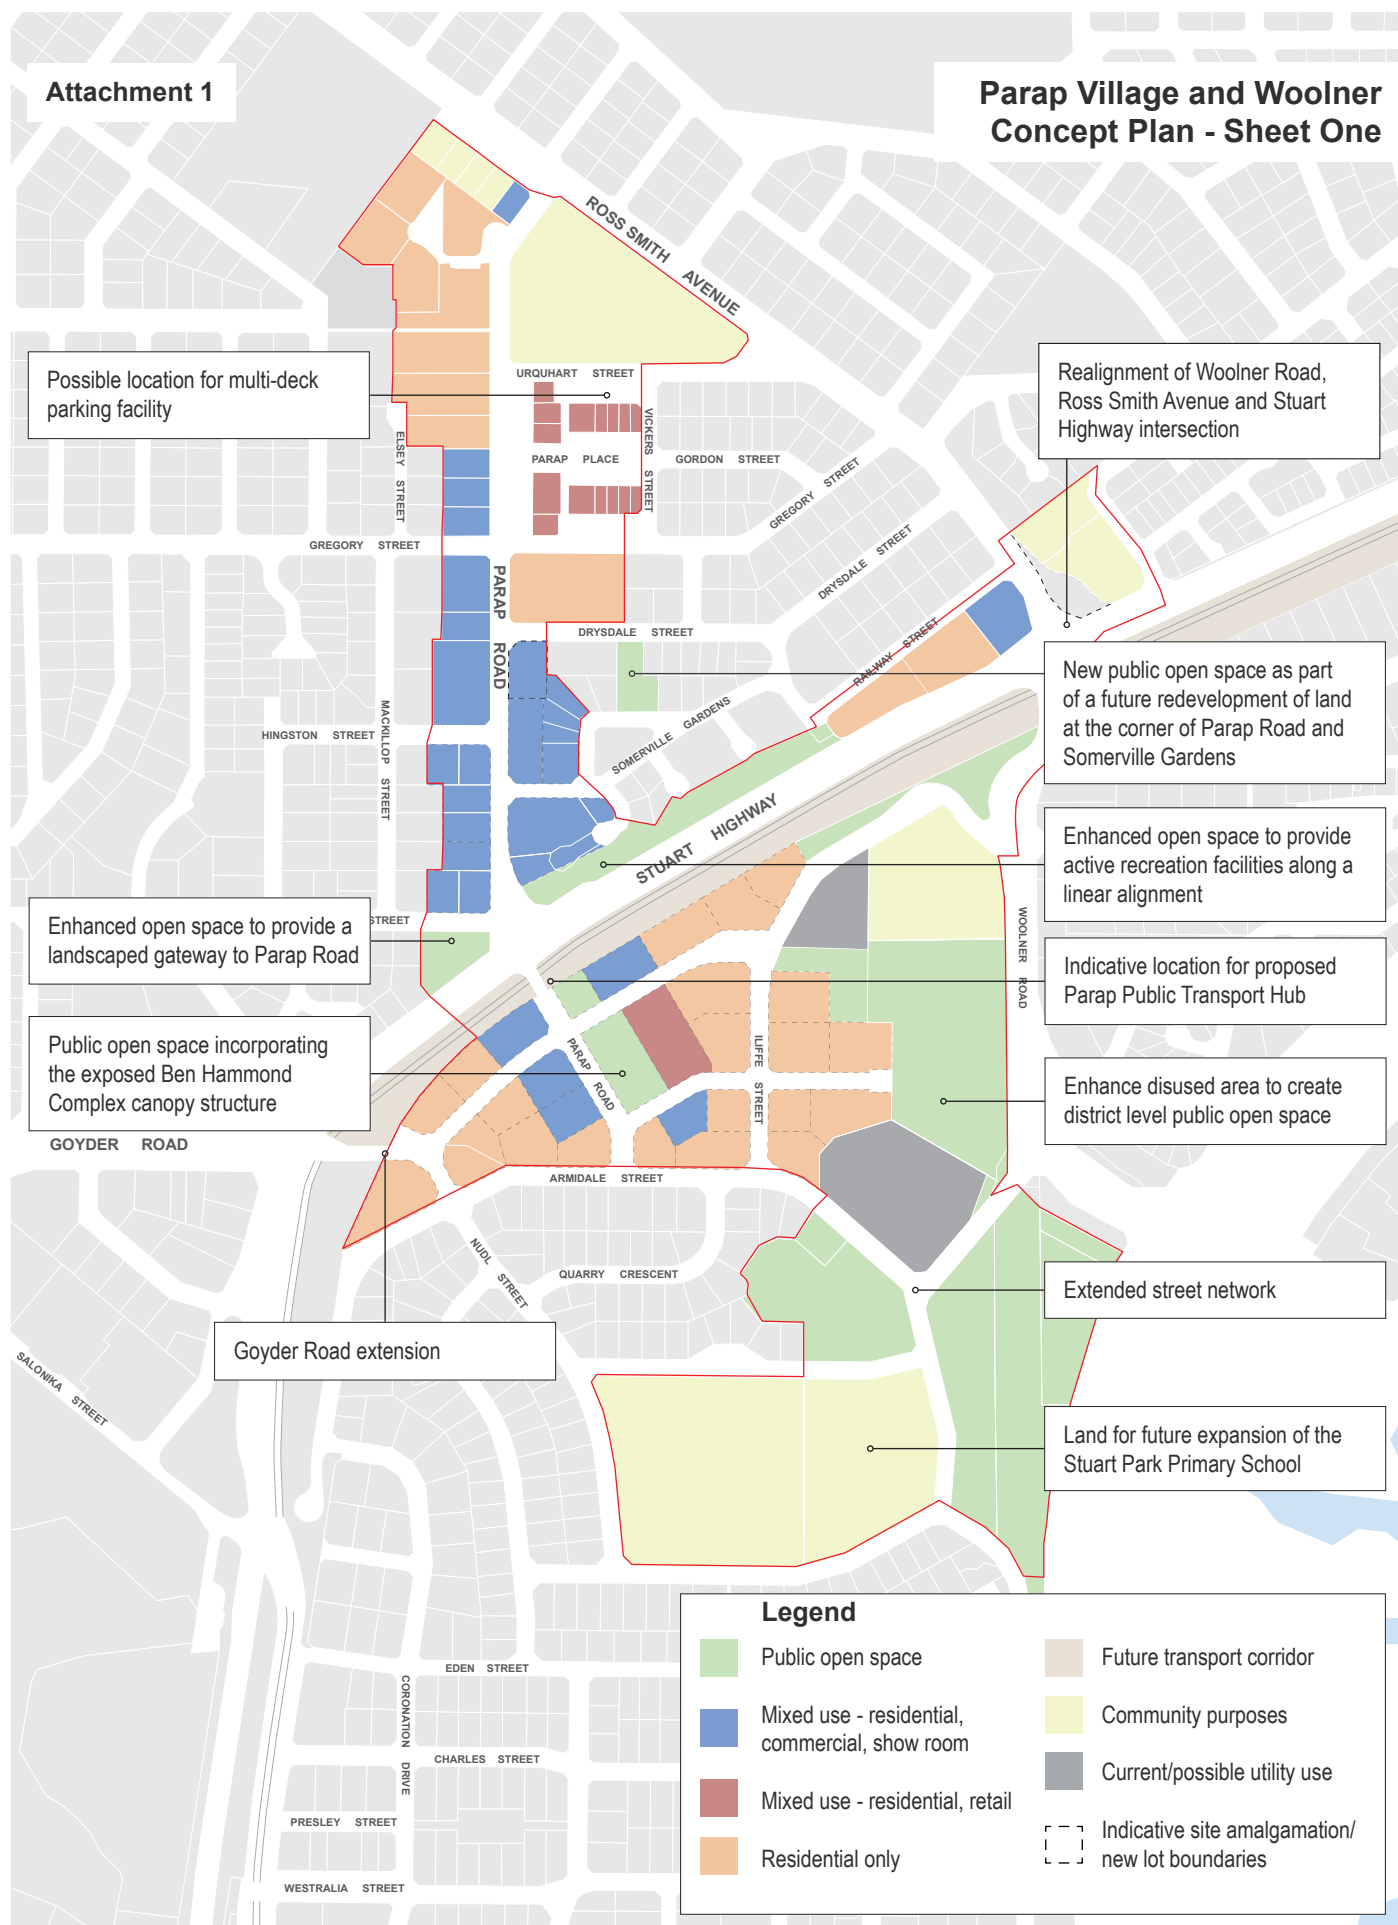 Attachment 1
Parap Village and Woolner
Concept Plan - Sheet One
ROSS SMITH AVENUE
Possible location for multi-deck
parking facility
URQUHART STREET
VICKERS STREET
PARAP PLACE
GORDON STREET
ELSEY STREET
GREGORY STREET
GREGORY STREET
DRYSDALE STREET
Realignment of Woolner Road,
Ross Smith Avenue and Stuart
Highway intersection
PARAP ROAD
DRYSDALE STREET
RAILWAY STREET
New public open space as part
of a future redevelopment of land
at the corner of Parap Road and
Somerville Gardens
MACKILLOP STREET
HINGSTON STREET
SOMERVILLE GARDENS
STUART HIGHWAY
Enhanced open space to provide
active recreation facilities along a
linear alignment
STREET
Enhanced open space to provide a
landscaped gateway to Parap Road
WOOLNER ROAD
Indicative location for proposed
Parap Public Transport Hub
Public open space incorporating
the exposed Ben Hammond
Complex canopy structure
PARAP ROAD
ILIFFE STREET
Enhance disused area to create
district level public open space
GOYDER ROAD
ARMIDALE STREET
NUDL STREET
QUARRY CRESCENT
Extended street network
Goyder Road extension
SALONIKA STREET
Land for future expansion of the
Stuart Park Primary School
EDEN STREET
CORONATION DRIVE
CHARLES STREET
PRESLEY STREET
WESTRALIA STREET
Legend
Public open space
Mixed use - residential,
commercial, show room
Mixed use - residential, retail
Residential only
Future transport corridor
Community purposes
Current/possible utility use
Indicative site amalgamation/
new lot boundaries